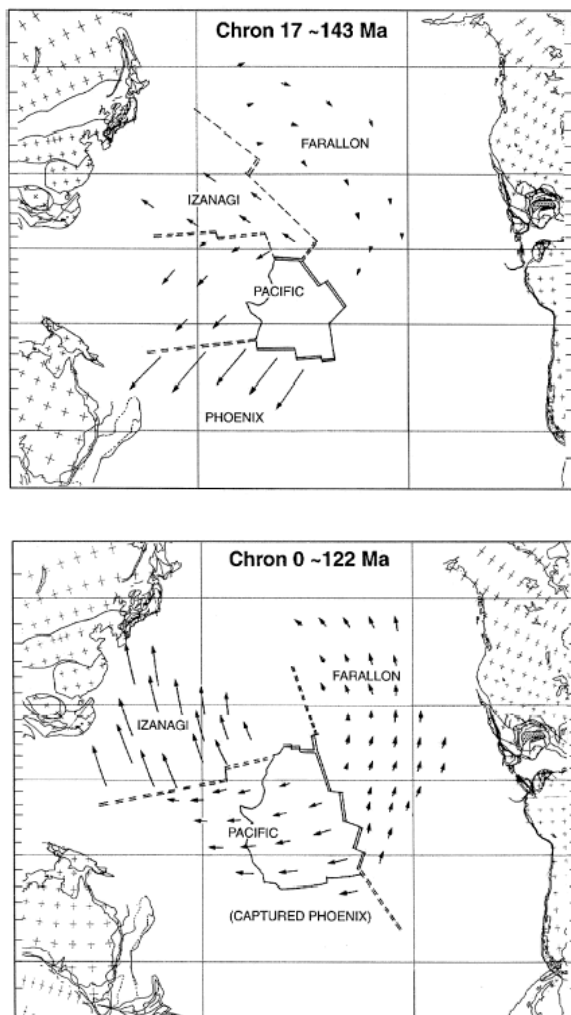 Chron 17 ~143 Ma
FARALLON
IZANAGI
PACIFIC
PHOENIX
Chron 0 ~122 Ma
FARALLON
IZANAGI
PACIFIC
(CAPTURED PHOENIX)